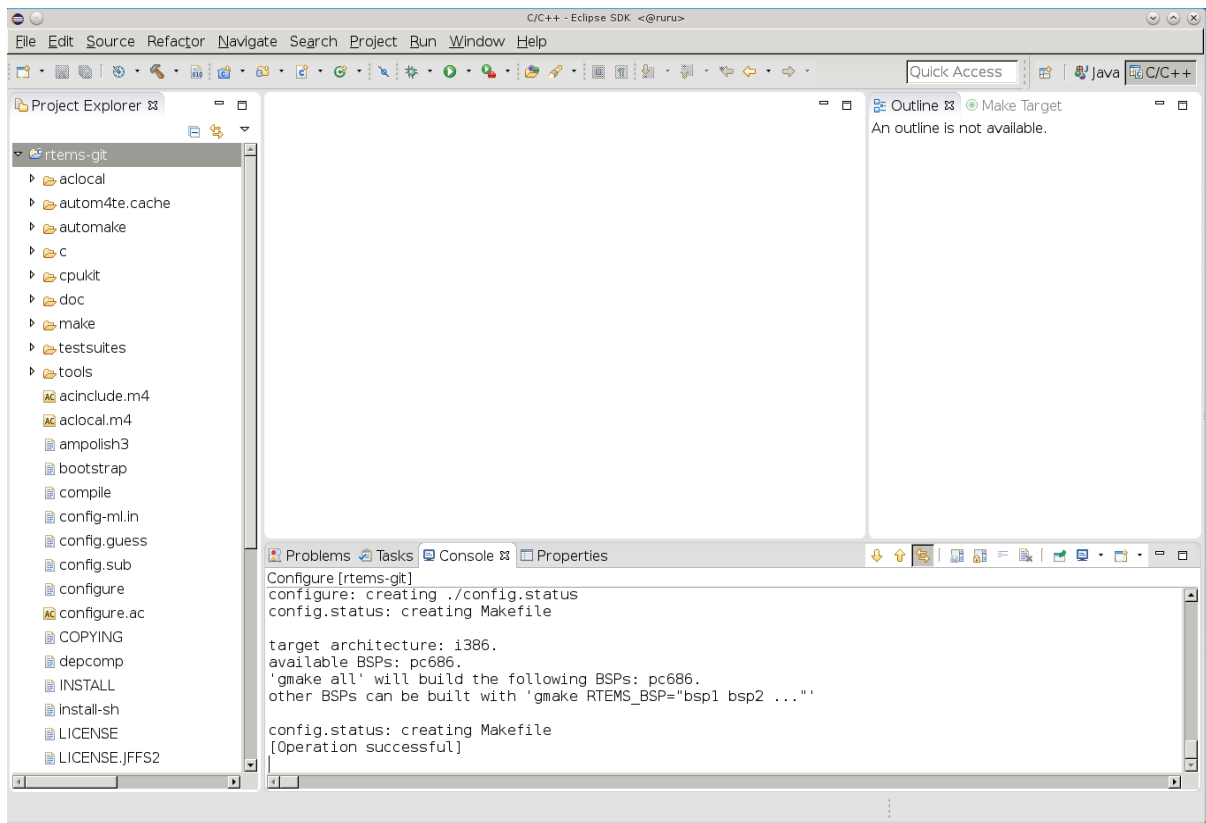 C/C++ - Eclipse SDK <@ruru>
File Edit Source Refactor Navigate Search Project Run Window Help
Quick Access Java C/C++
Project Explorer
rtems-git
aclocal
autom4te.cache
automake
c
cpukit
doc
make
testsuites
tools
acinclude.m4
aclocal.m4
ampolish3
bootstrap
compile
config-ml.in
config.guess
config.sub
configure
configure.ac
COPYING
depcomp
INSTALL
install-sh
LICENSE
LICENSE.JFFS2
Outline Make Target
An outline is not available.
Problems Tasks Console Properties
Configure [rtems-git]
configure: creating ./config.status
config.status: creating Makefile
target architecture: i386.
available BSPs: pc686.
'gmake all' will build the following BSPs: pc686.
other BSPs can be built with 'gmake RTEMS_BSP="bsp1 bsp2 ..."'
config.status: creating Makefile
[Operation successful]